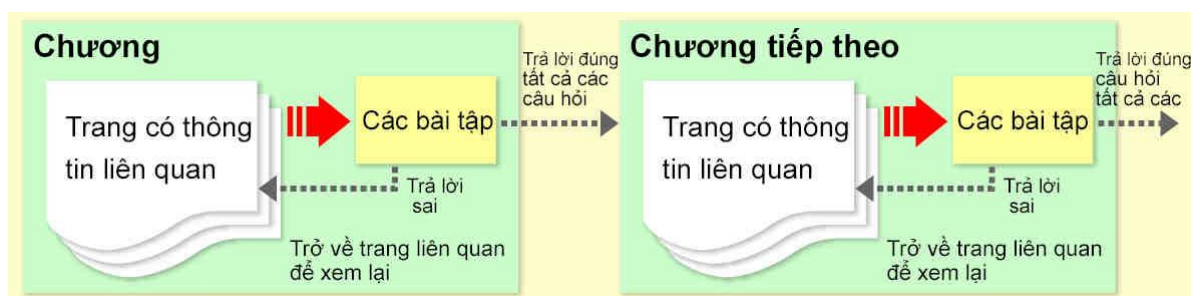 Chương
Trang có thông
tin liên quan
Các bài tập
Trả lời đúng
tất cả các
câu hỏi
Trả lời
sai
Trở về trang liên quan
để xem lại
Chương tiếp theo
Trang có thông
tin liên quan
Các bài tập
Trả lời đúng
câu hỏi
tất cả các
Trả lời
sai
Trở về trang liên quan
để xem lại